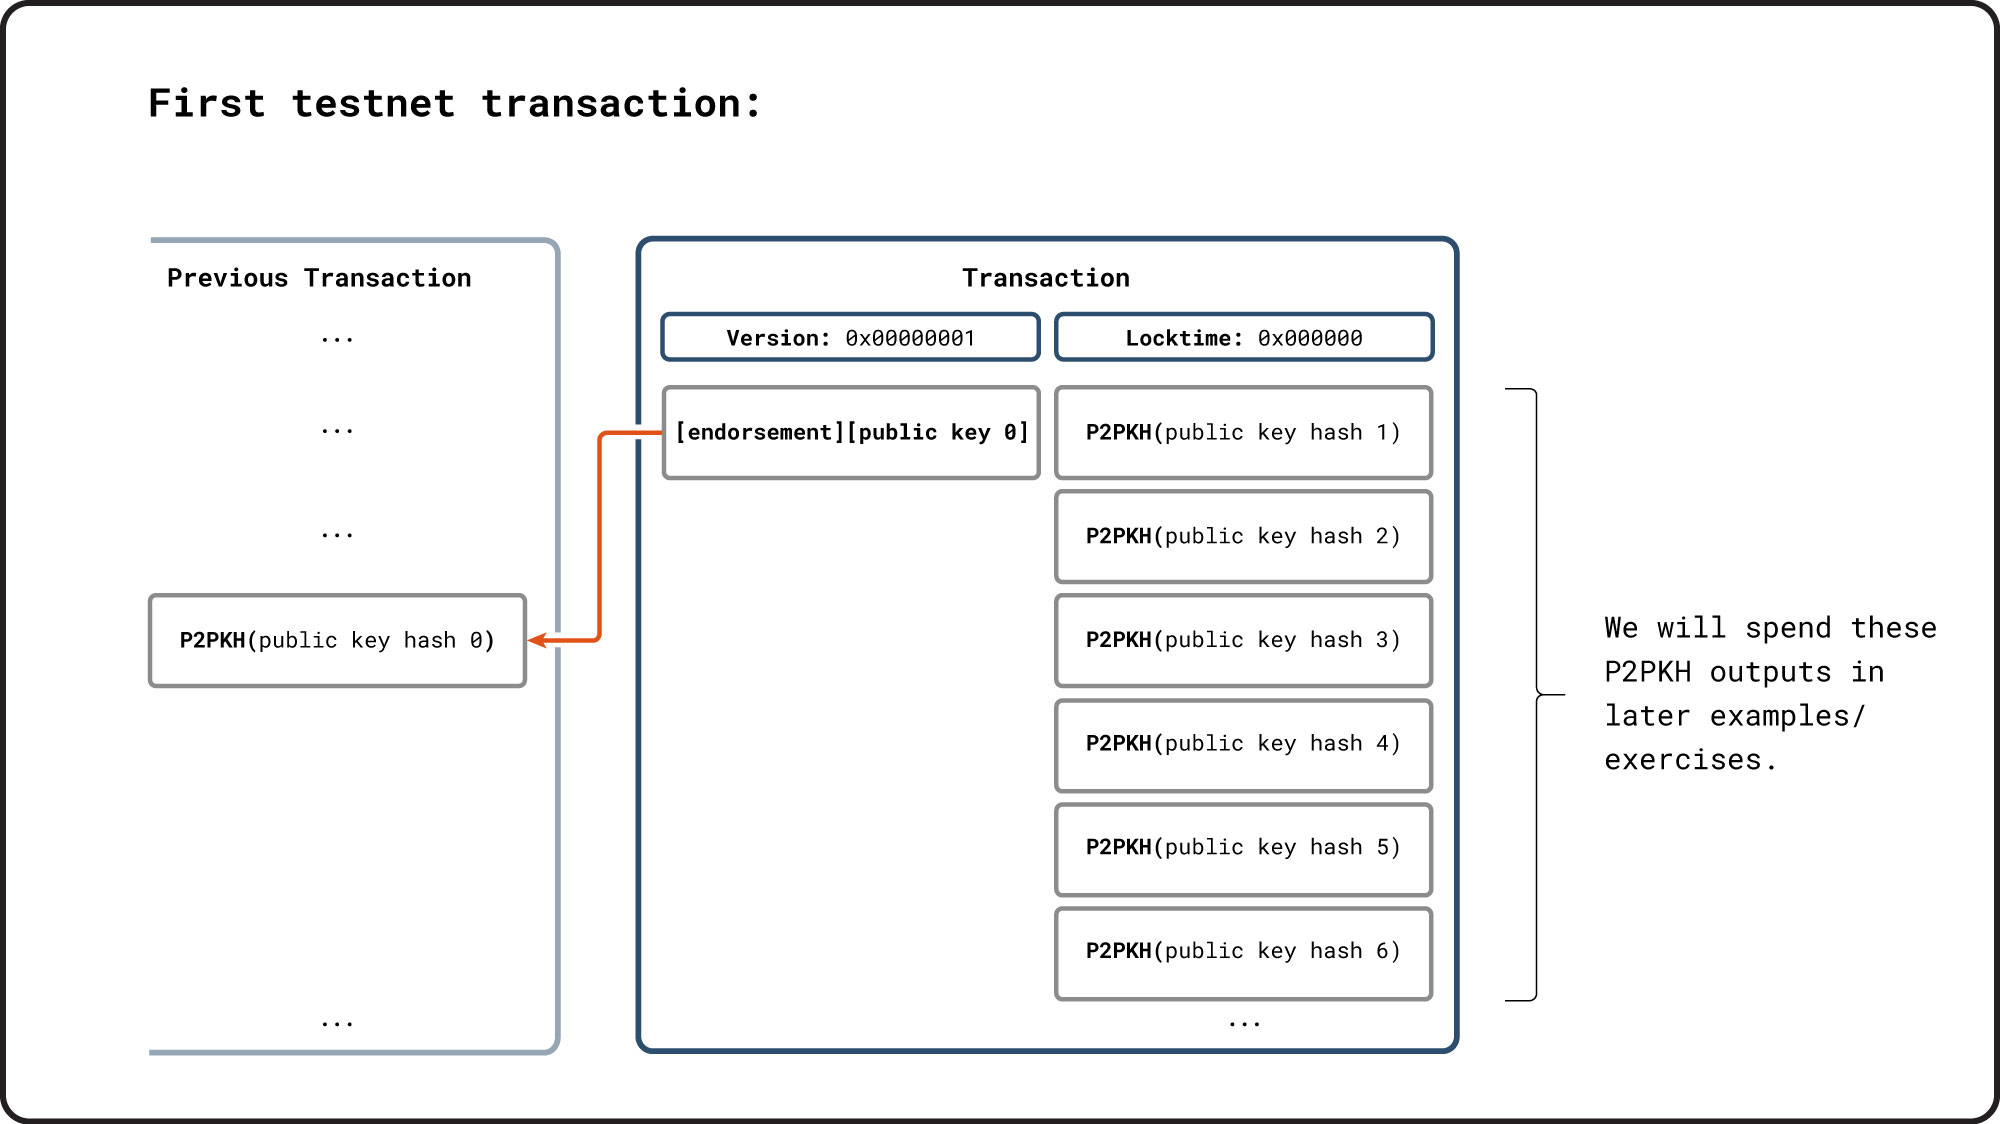 First testnet transaction:
Previous Transaction
...
...
...
P2PKH(public key hash 0)
...
Transaction
Version: 0x00000001
Locktime: 0x000000
[endorsement][public key 0]
P2PKH(public key hash 1)
P2PKH(public key hash 2)
P2PKH(public key hash 3)
P2PKH(public key hash 4)
P2PKH(public key hash 5)
P2PKH(public key hash 6)
...
We will spend these
P2PKH outputs in
later examples/
exercises.